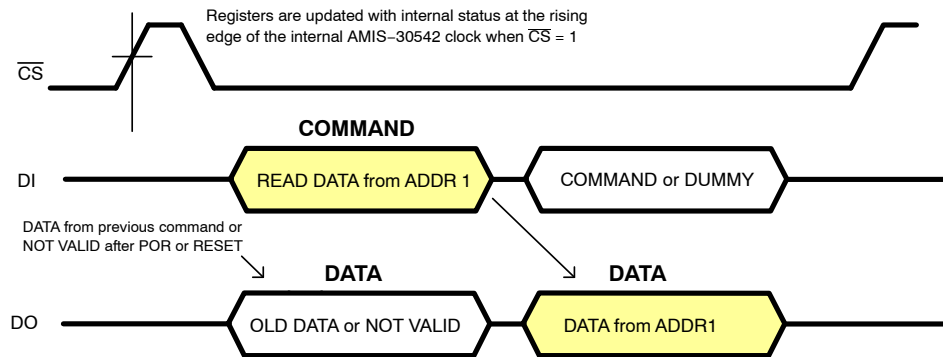 Registers are updated with internal status at the rising
edge of the internal AMIS−30542 clock when CS = 1
CS
COMMAND
DI
READ DATA from ADDR 1
COMMAND or DUMMY
DATA from previous command or
NOT VALID after POR or RESET
DATA
DATA
DO
OLD DATA or NOT VALID
DATA from ADDR1